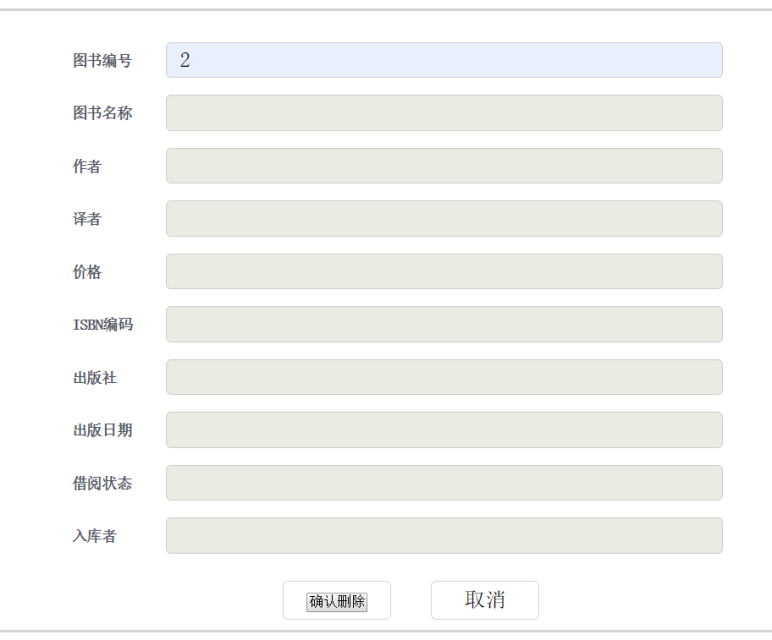 图书编号 2
图书名称
作者
译者
价格
ISBN编码
出版社
出版日期
借阅状态
入库者
确认删除 取消